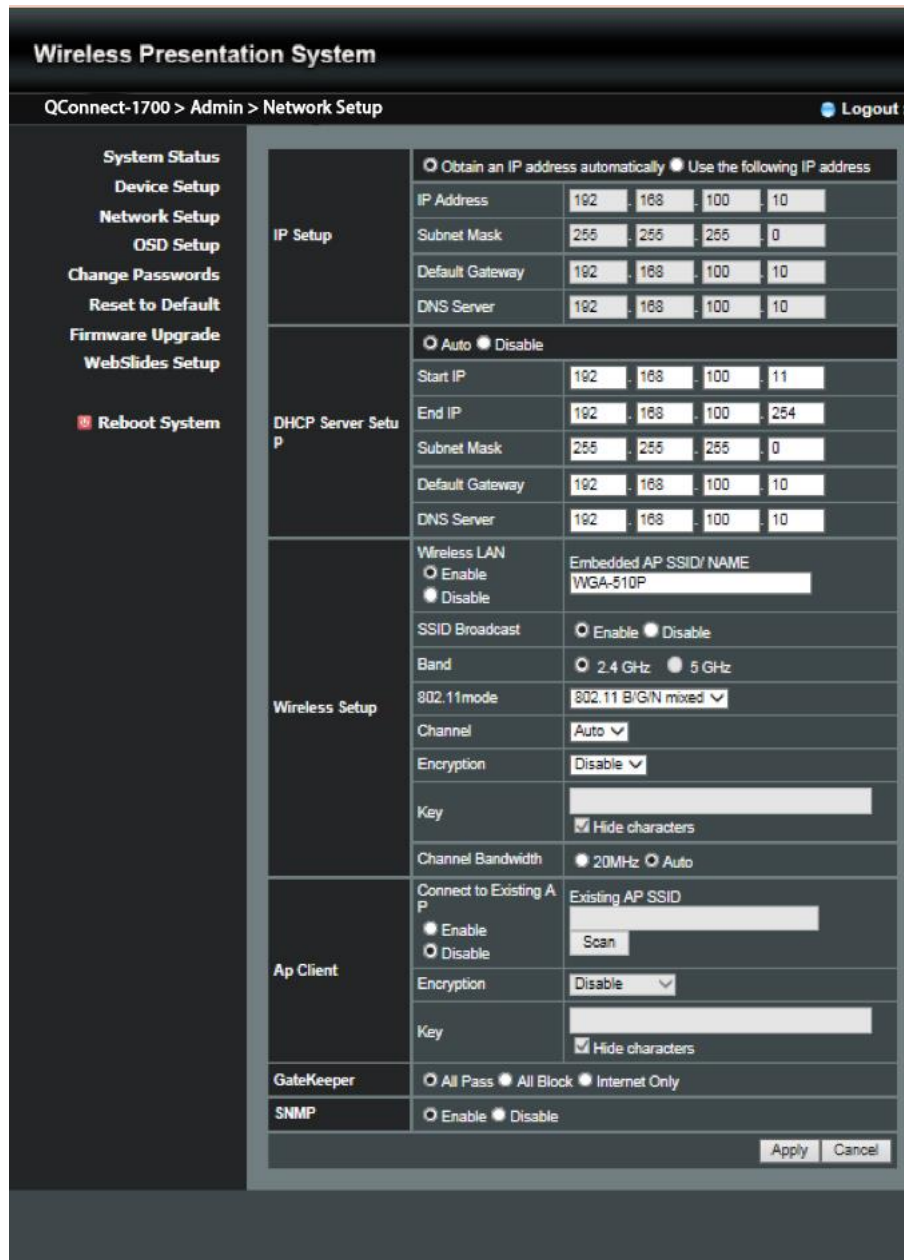 Wireless Presentation System
QConnect-1700 > Admin > Network Setup
Logout
System Status
Device Setup
Network Setup
OSD Setup
Change Passwords
Reset to Default
Firmware Upgrade
WebSlides Setup
Reboot System
IP Setup
Obtain an IP address automatically Use the following IP address
IP Address 192 . 168 . 100 . 10
Subnet Mask 255 . 255 . 255 . 0
Default Gateway 192 . 168 . 100 . 10
DNS Server 192 . 168 . 100 . 10
DHCP Server Setu
p
Auto Disable
Start IP 192 . 168 . 100 . 11
End IP 192 . 168 . 100 . 254
Subnet Mask 255 . 255 . 255 . 0
Default Gateway 192 . 168 . 100 . 10
DNS Server 192 . 168 . 100 . 10
Wireless Setup
Wireless LAN
Enable
Disable
Embedded AP SSID/ NAME
WGA-510P
SSID Broadcast Enable Disable
Band 2.4 GHz 5 GHz
802.11mode 802.11 B/G/N mixed
Channel Auto
Encryption Disable
Key
Hide characters
Channel Bandwidth 20MHz Auto
Ap Client
Connect to Existing A
P
Enable
Disable
Existing AP SSID
Scan
Encryption Disable
Key
Hide characters
GateKeeper All Pass All Block Internet Only
SNMP Enable Disable
Apply Cancel